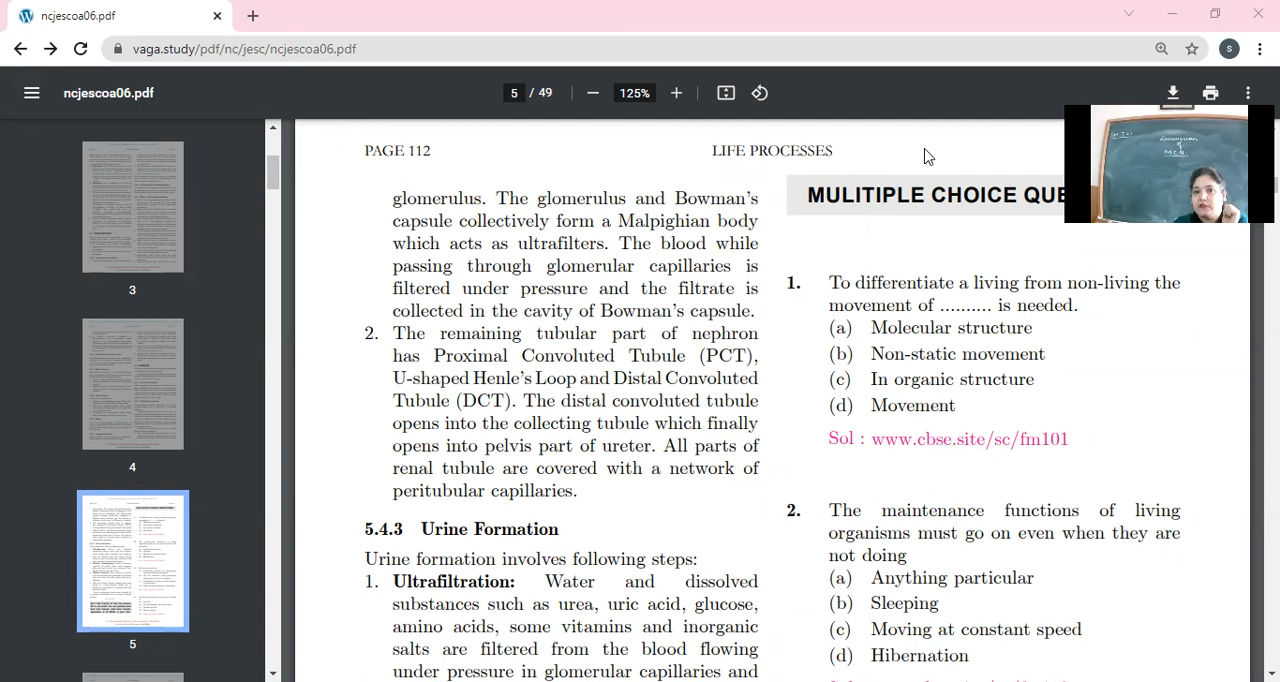 ncjescoa06.pdf
vaga.study/pdf/nc/jesc/ncjescoa06.pdf
S
ncjescoa06.pdf
5 / 49
125%
3
4
5
PAGE 112
LIFE PROCESSES
glomerulus. The glomerulus and Bowman's
capsule collectively form a Malpighian body
which acts as ultrafilters. The blood while
passing through glomerular capillaries is
filtered under pressure and the filtrate is
collected in the cavity of Bowman's capsule.
2. The remaining tubular part of nephron
has Proximal Convoluted Tubule (PCT),
U-shaped Henle's Loop and Distal Convoluted
Tubule (DCT). The distal convoluted tubule
opens into the collecting tubule which finally
opens into pelvis part of ureter. All parts of
renal tubule are covered with a network of
peritubular capillaries.
5.4.3 Urine Formation
Urine formation involves following steps:
1. Ultrafiltration: Water and dissolved
substances such as urea, uric acid, glucose,
amino acids, some vitamins and inorganic
salts are filtered from the blood flowing
under pressure in glomerular capillaries and
MULITIPLE CHOICE QUE
1. To differentiate a living from non-living the
movement of .......... is needed.
(a) Molecular structure
(b) Non-static movement
(c) In organic structure
(d) Movement
Sol : www.cbse.site/sc/fm101
2. The maintenance functions of living
organisms must go on even when they are
not doing
(a) Anything particular
(b) Sleeping
(c) Moving at constant speed
(d) Hibernation
of
M.C.Q.